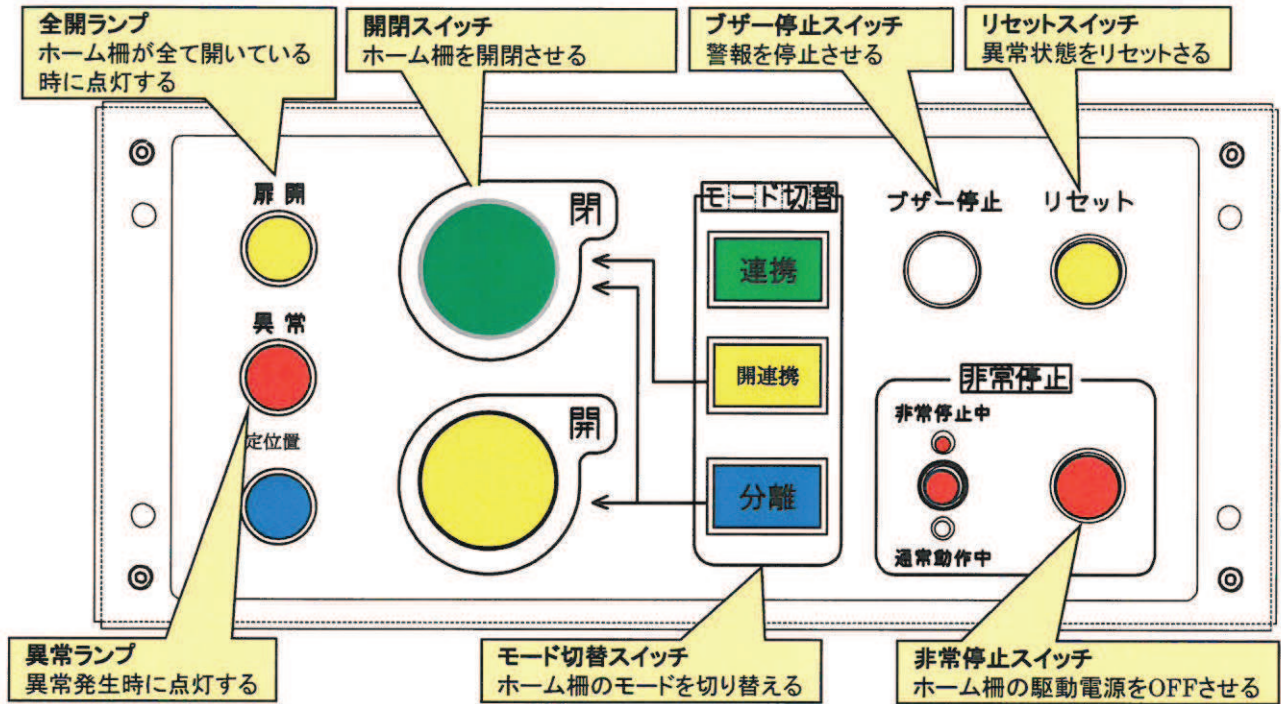 全開ランプ
ホーム柵が全て開いている
時に点灯する
開閉スイッチ
ホーム柵を開閉させる
ブザー停止スイッチ
警報を停止させる
リセットスイッチ
異常状態をリセットさる
扉開
閉
モード切替
ブザー停止
リセット
連携
異常
開連携
非常停止
開
非常停止中
定位置
分離
通常動作中
異常ランプ
異常発生時に点灯する
モード切替スイッチ
ホーム柵のモードを切り替える
非常停止スイッチ
ホーム柵の駆動電源をOFFさせる